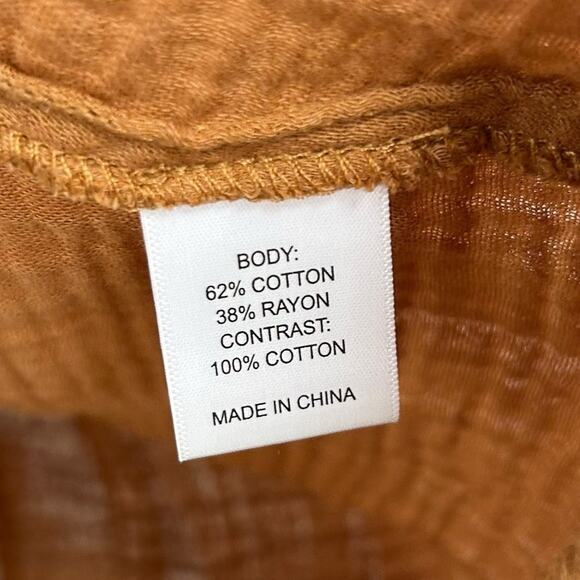 BODY:
62% COTTON
38% RAYON
CONTRAST:
100% COTTON
MADE IN CHINA